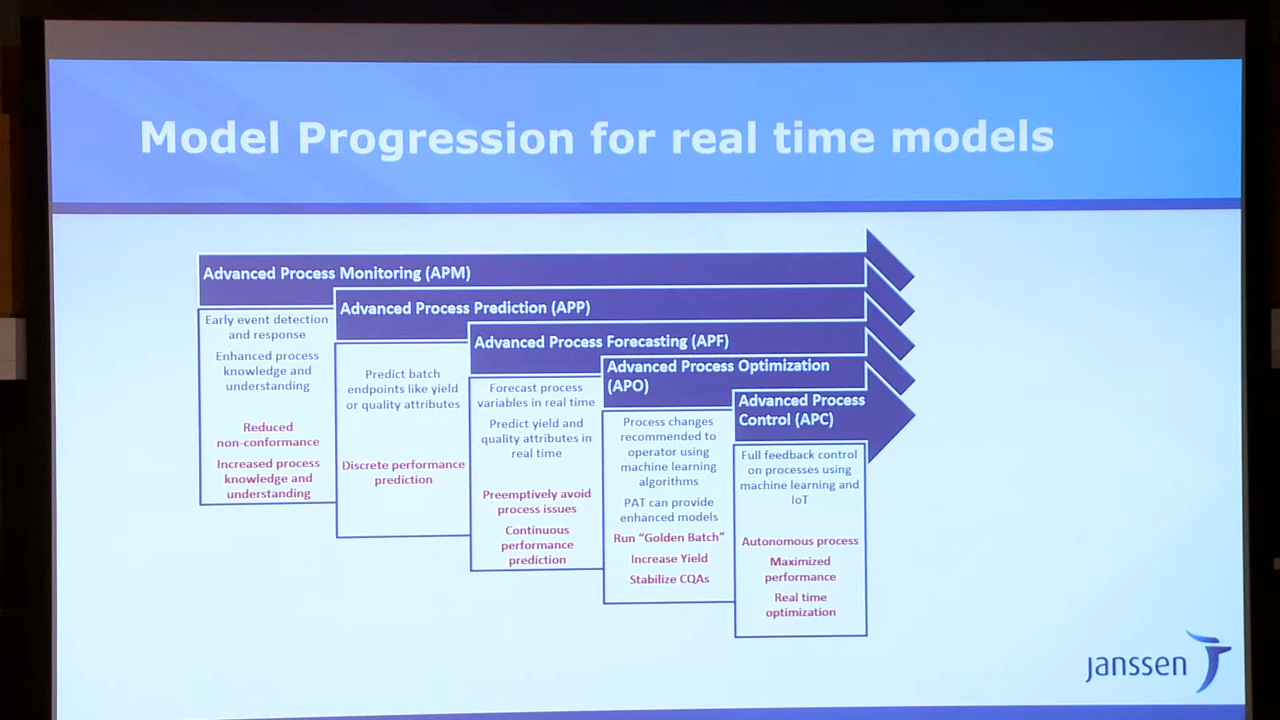 Model Progression for real time models
Advanced Process Monitoring (APM)
Early event detection
and response
Enhanced process
knowledge and
understanding
Reduced
non-conformance
Increased process
knowledge and
understanding
Advanced Process Prediction (APP)
Predict batch
endpoints like yield
or quality attributes
Discrete performance
prediction
Advanced Process Forecasting (APF)
Forecast process
variables in real time
Predict yield and
quality attributes in
real time
Preemptively avoid
process issues
Continuous
performance
prediction
Advanced Process Optimization
(APO)
Process changes
recommended to
operator using
machine learning
algorithms
PAT can provide
enhanced models
Run “Golden Batch”
Increase Yield
Stabilize CQAs
Advanced Process
Control (APC)
Full feedback control
on processes using
machine learning and
IoT
Autonomous process
Maximized
performance
Real time
optimization
janssen